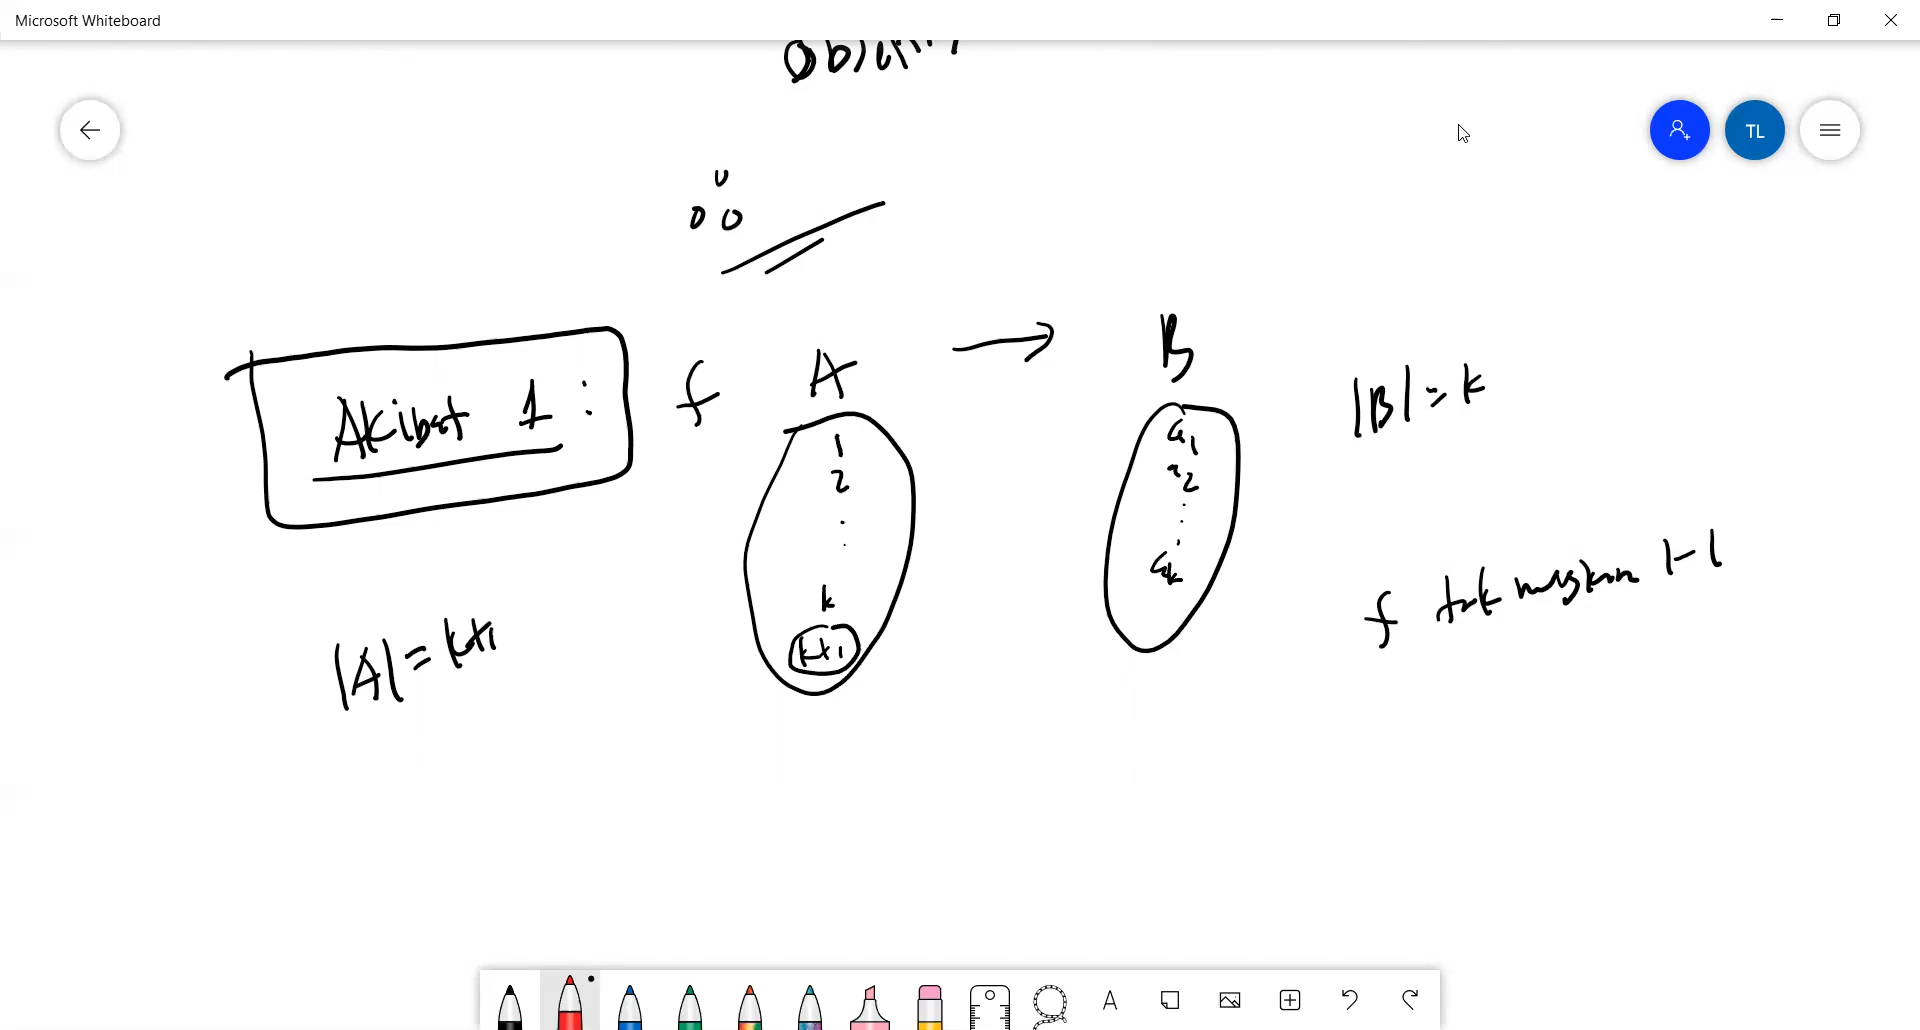 Microsoft Whiteboard
TL
Akibat 1 :
f A → B
|B| = k
1
2
.
.
k
k+1
a1
a2
.
.
.
ak
|A| = k+1
f tak mungkin 1-1